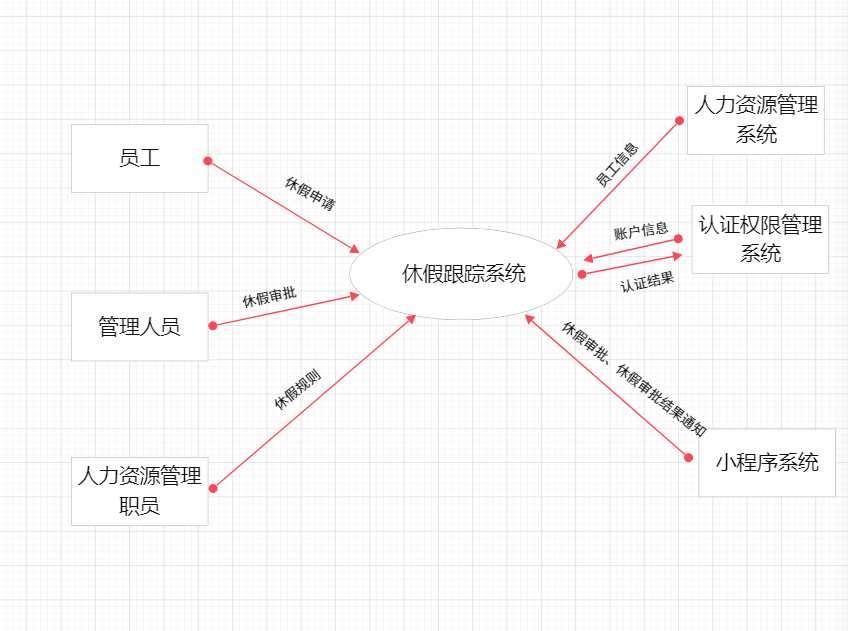 人力资源管理
系统
员工
休假申请
员工信息
认证权限管理
系统
账户信息
休假跟踪系统
认证结果
管理人员
休假审批
休假规则
休假审批、休假审批结果通知
人力资源管理
职员
小程序系统